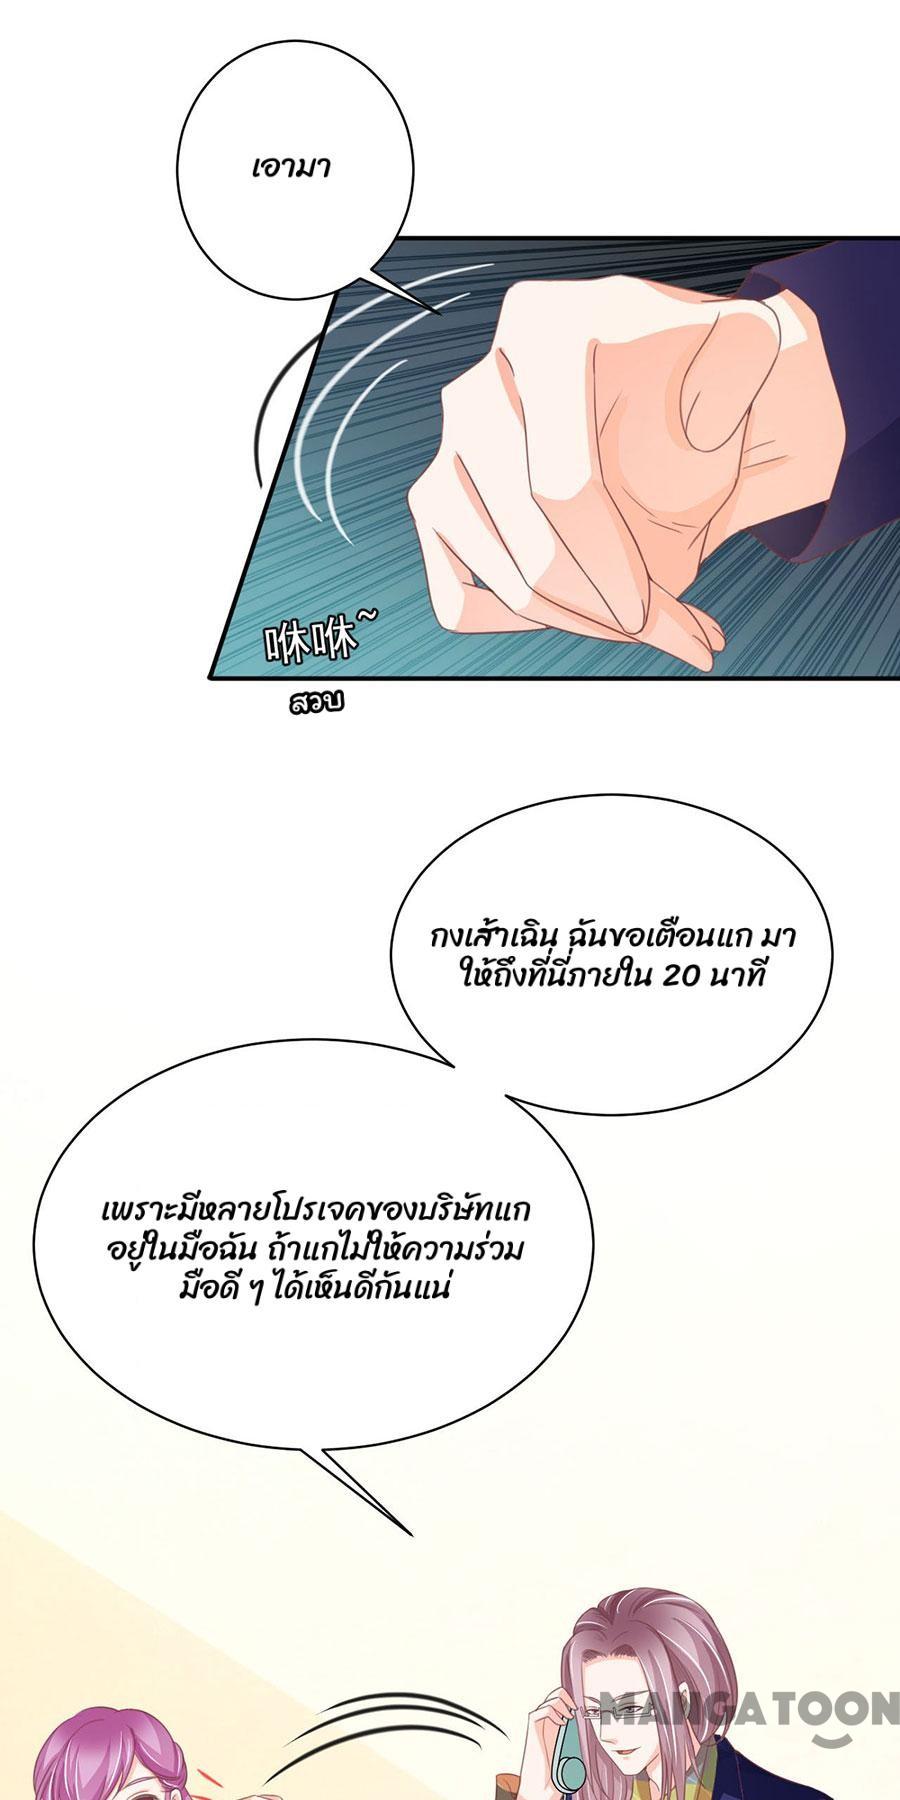 เอามา
咻咻~
สวบ
กงเส้าเฉิน ฉันขอเตือนแก มา
ให้ถึงที่นี่ภายใน 20 นาที
เพราะมีหลายโปรเจคของบริษัทแก
อยู่ในมือฉัน ถ้าแกไม่ให้ความร่วม
มือดี ๆ ได้เห็นดีกันแน่
MANGATOON